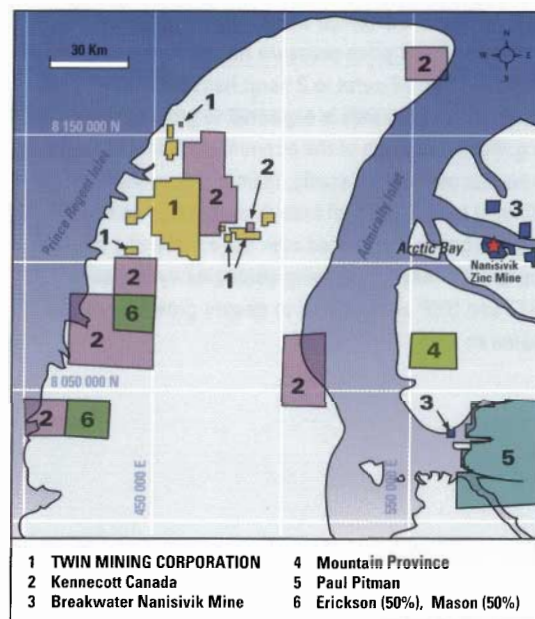 30 Km
N
W
E
S
2
1
8 150 000 N
2
2
1
3
Prince Regent Inlet
Admiralty Inlet
1
1
Arctic Bay
Nanisivik
Zinc Mine
2
6
2
4
2
8 050 000 N
3
2
6
5
450 000 E
550 000 E
1 TWIN MINING CORPORATION
2 Kennecott Canada
3 Breakwater Nanisivik Mine
4 Mountain Province
5 Paul Pitman
6 Erickson (50%), Mason (50%)